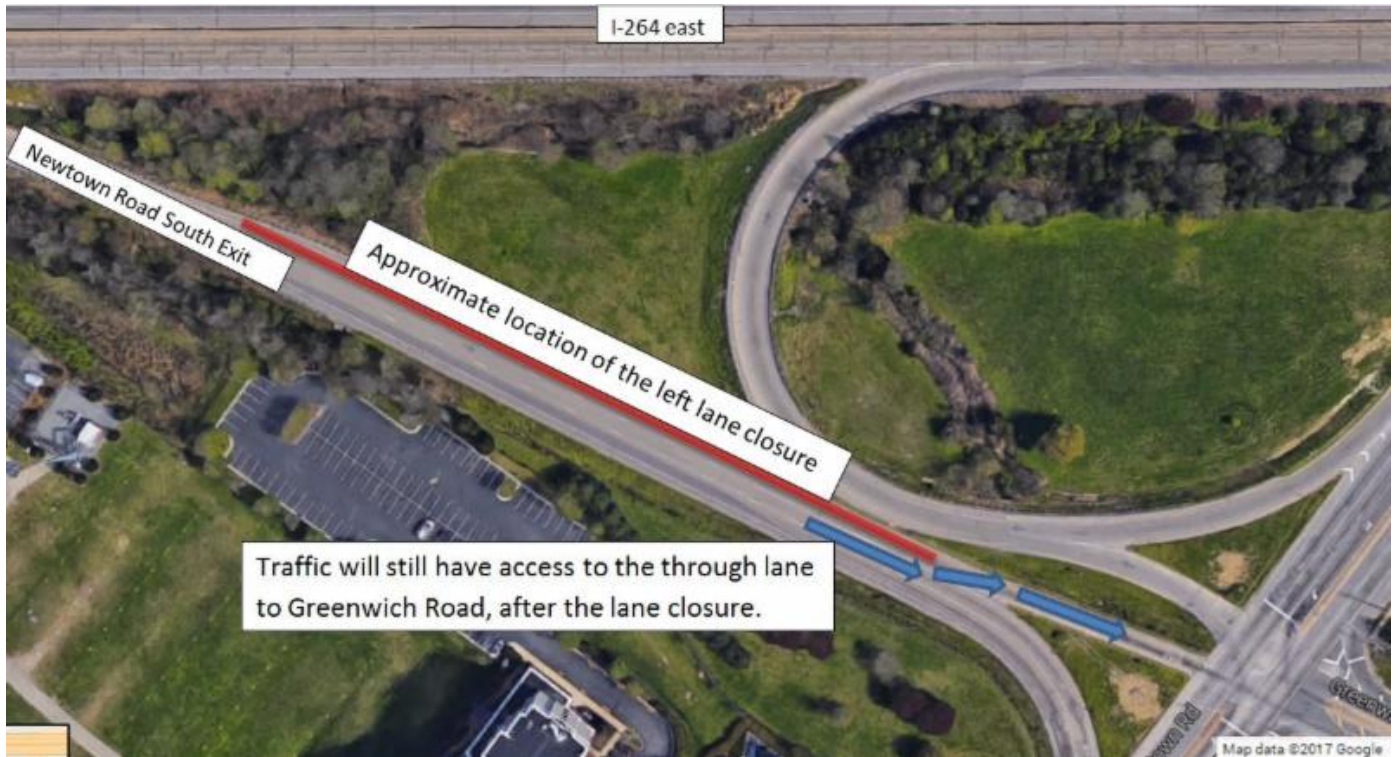 I-264 east
Newtown Road South Exit
Approximate location of the left lane closure
Traffic will still have access to the through lane
to Greenwich Road, after the lane closure.
Rd
Map data ©2017 Google